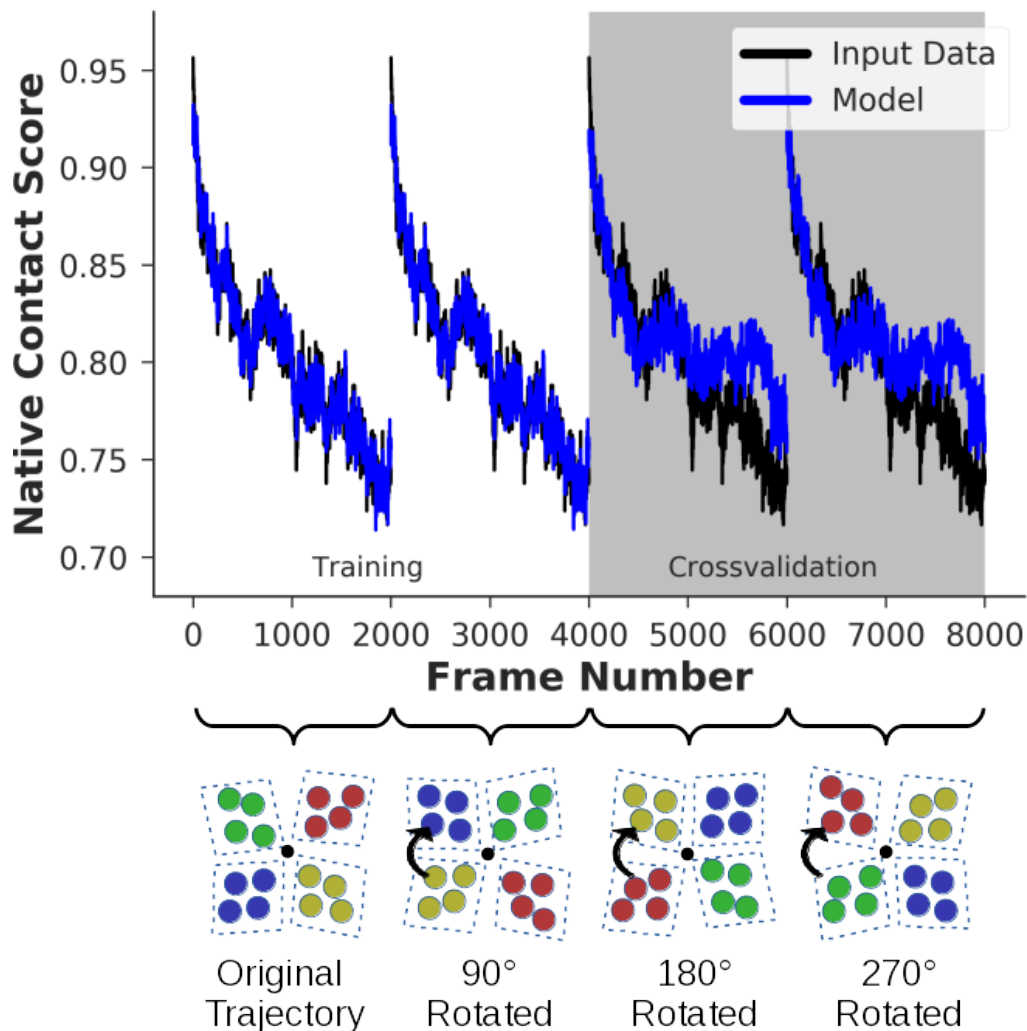 Native Contact Score
0.95
0.90
0.85
0.80
0.75
0.70
Input Data
Model
Training
Crossvalidation
0 1000 2000 3000 4000 5000 6000 7000 8000
Frame Number
Original
Trajectory
90°
Rotated
180°
Rotated
270°
Rotated